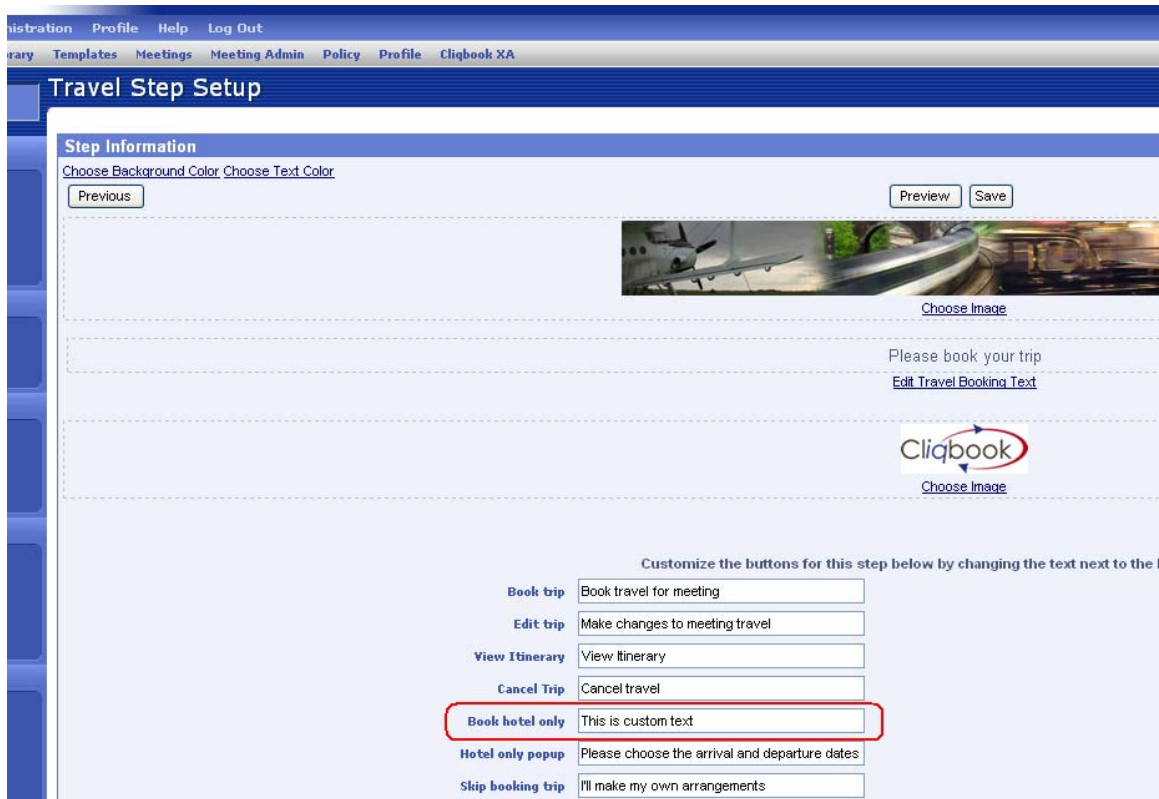 nistration Profile Help Log Out
rary Templates Meetings Meeting Admin Policy Profile Cliqbook XA
Travel Step Setup
Step Information
Choose Background Color Choose Text Color
Previous Preview Save
Choose Image
Please book your trip
Edit Travel Booking Text
Cliqbook
Choose Image
Customize the buttons for this step below by changing the text next to the
Book trip Book travel for meeting
Edit trip Make changes to meeting travel
View Itinerary View Itinerary
Cancel Trip Cancel travel
Book hotel only This is custom text
Hotel only popup Please choose the arrival and departure dates
Skip booking trip I'll make my own arrangements